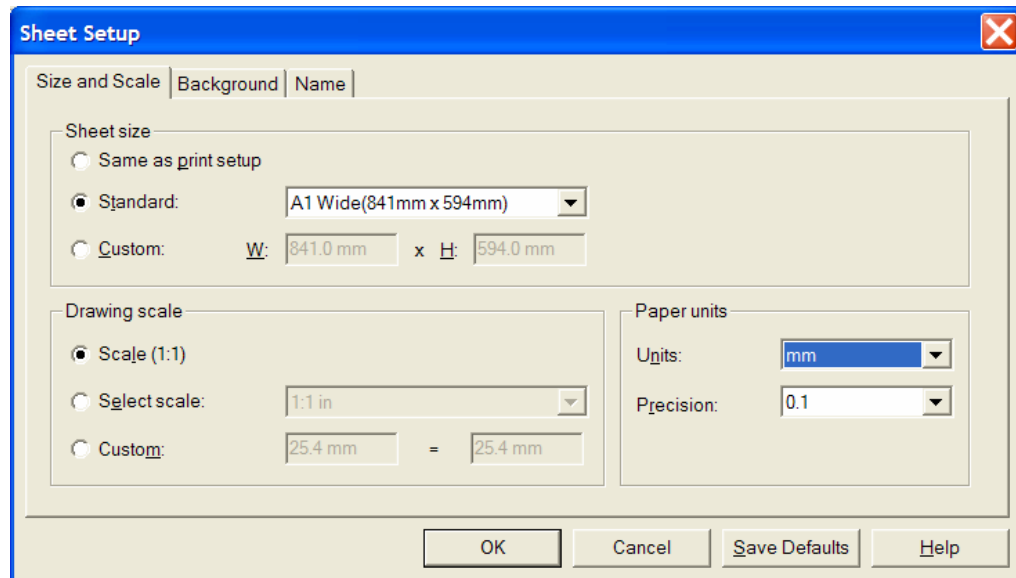 Sheet Setup
Size and Scale Background Name
Sheet size
Same as print setup
Standard: A1 Wide(841mm x 594mm)
Custom: W: 841.0 mm x H: 594.0 mm
Drawing scale
Scale (1:1)
Select scale: 1:1 in
Custom: 25.4 mm = 25.4 mm
Paper units
Units: mm
Precision: 0.1
OK Cancel Save Defaults Help